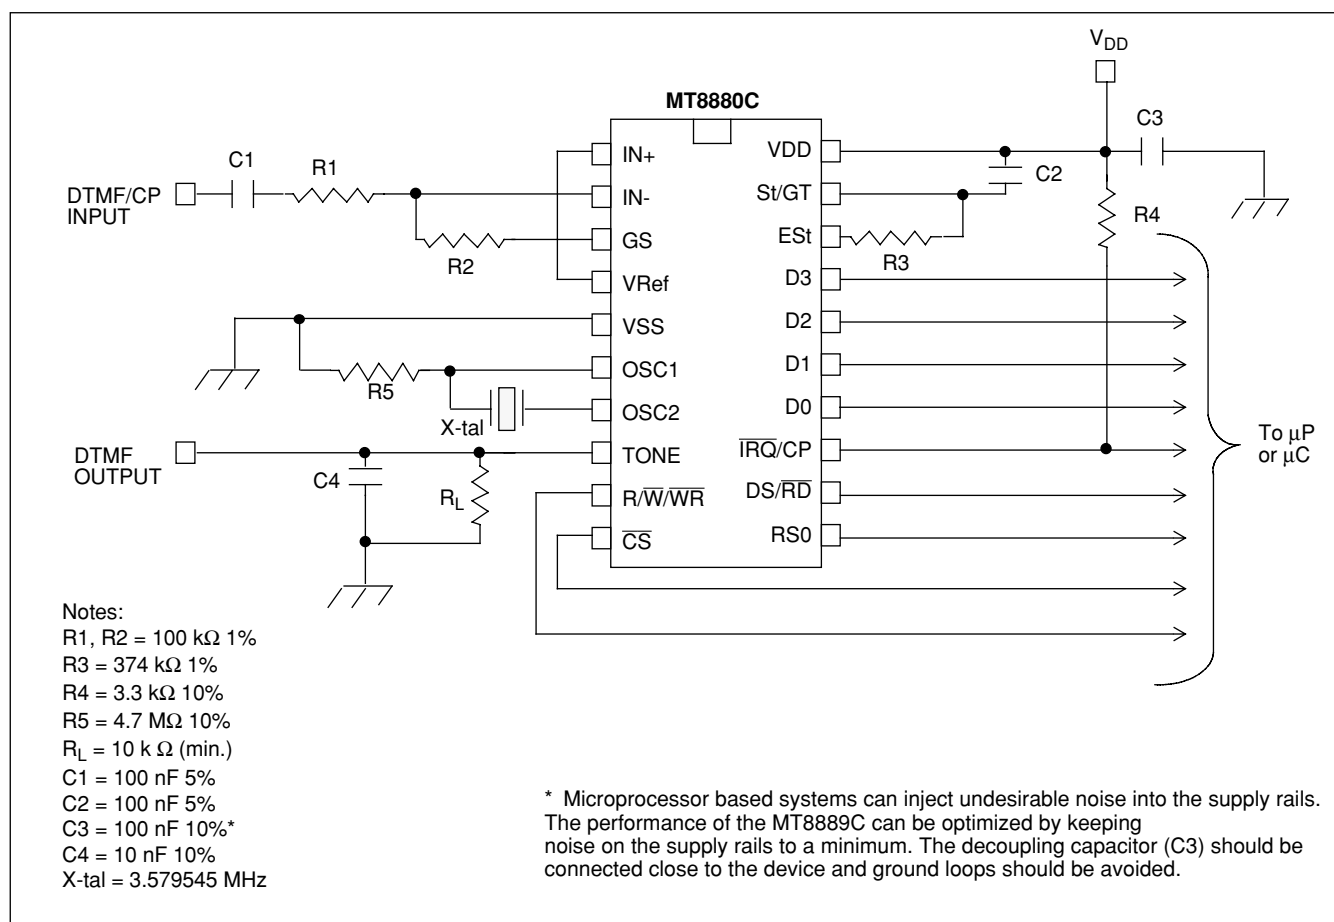 V_DD
MT8880C
C3
C1
R1
IN+
VDD
C2
DTMF/CP
INPUT
IN-
St/GT
R4
R2
GS
ESt
R3
VRef
D3
VSS
D2
R5
OSC1
D1
X-tal
OSC2
D0
DTMF
OUTPUT
TONE
I̅R̅Q̅/CP
To μP
or μC
C4
R_L
R/W̅/W̅R̅
DS/R̅D̅
C̅S̅
RS0
Notes:
R1, R2 = 100 kΩ 1%
R3 = 374 kΩ 1%
R4 = 3.3 kΩ 10%
R5 = 4.7 MΩ 10%
R_L = 10 k Ω (min.)
C1 = 100 nF 5%
C2 = 100 nF 5%
C3 = 100 nF 10%*
C4 = 10 nF 10%
X-tal = 3.579545 MHz
* Microprocessor based systems can inject undesirable noise into the supply rails.
The performance of the MT8889C can be optimized by keeping
noise on the supply rails to a minimum. The decoupling capacitor (C3) should be
connected close to the device and ground loops should be avoided.